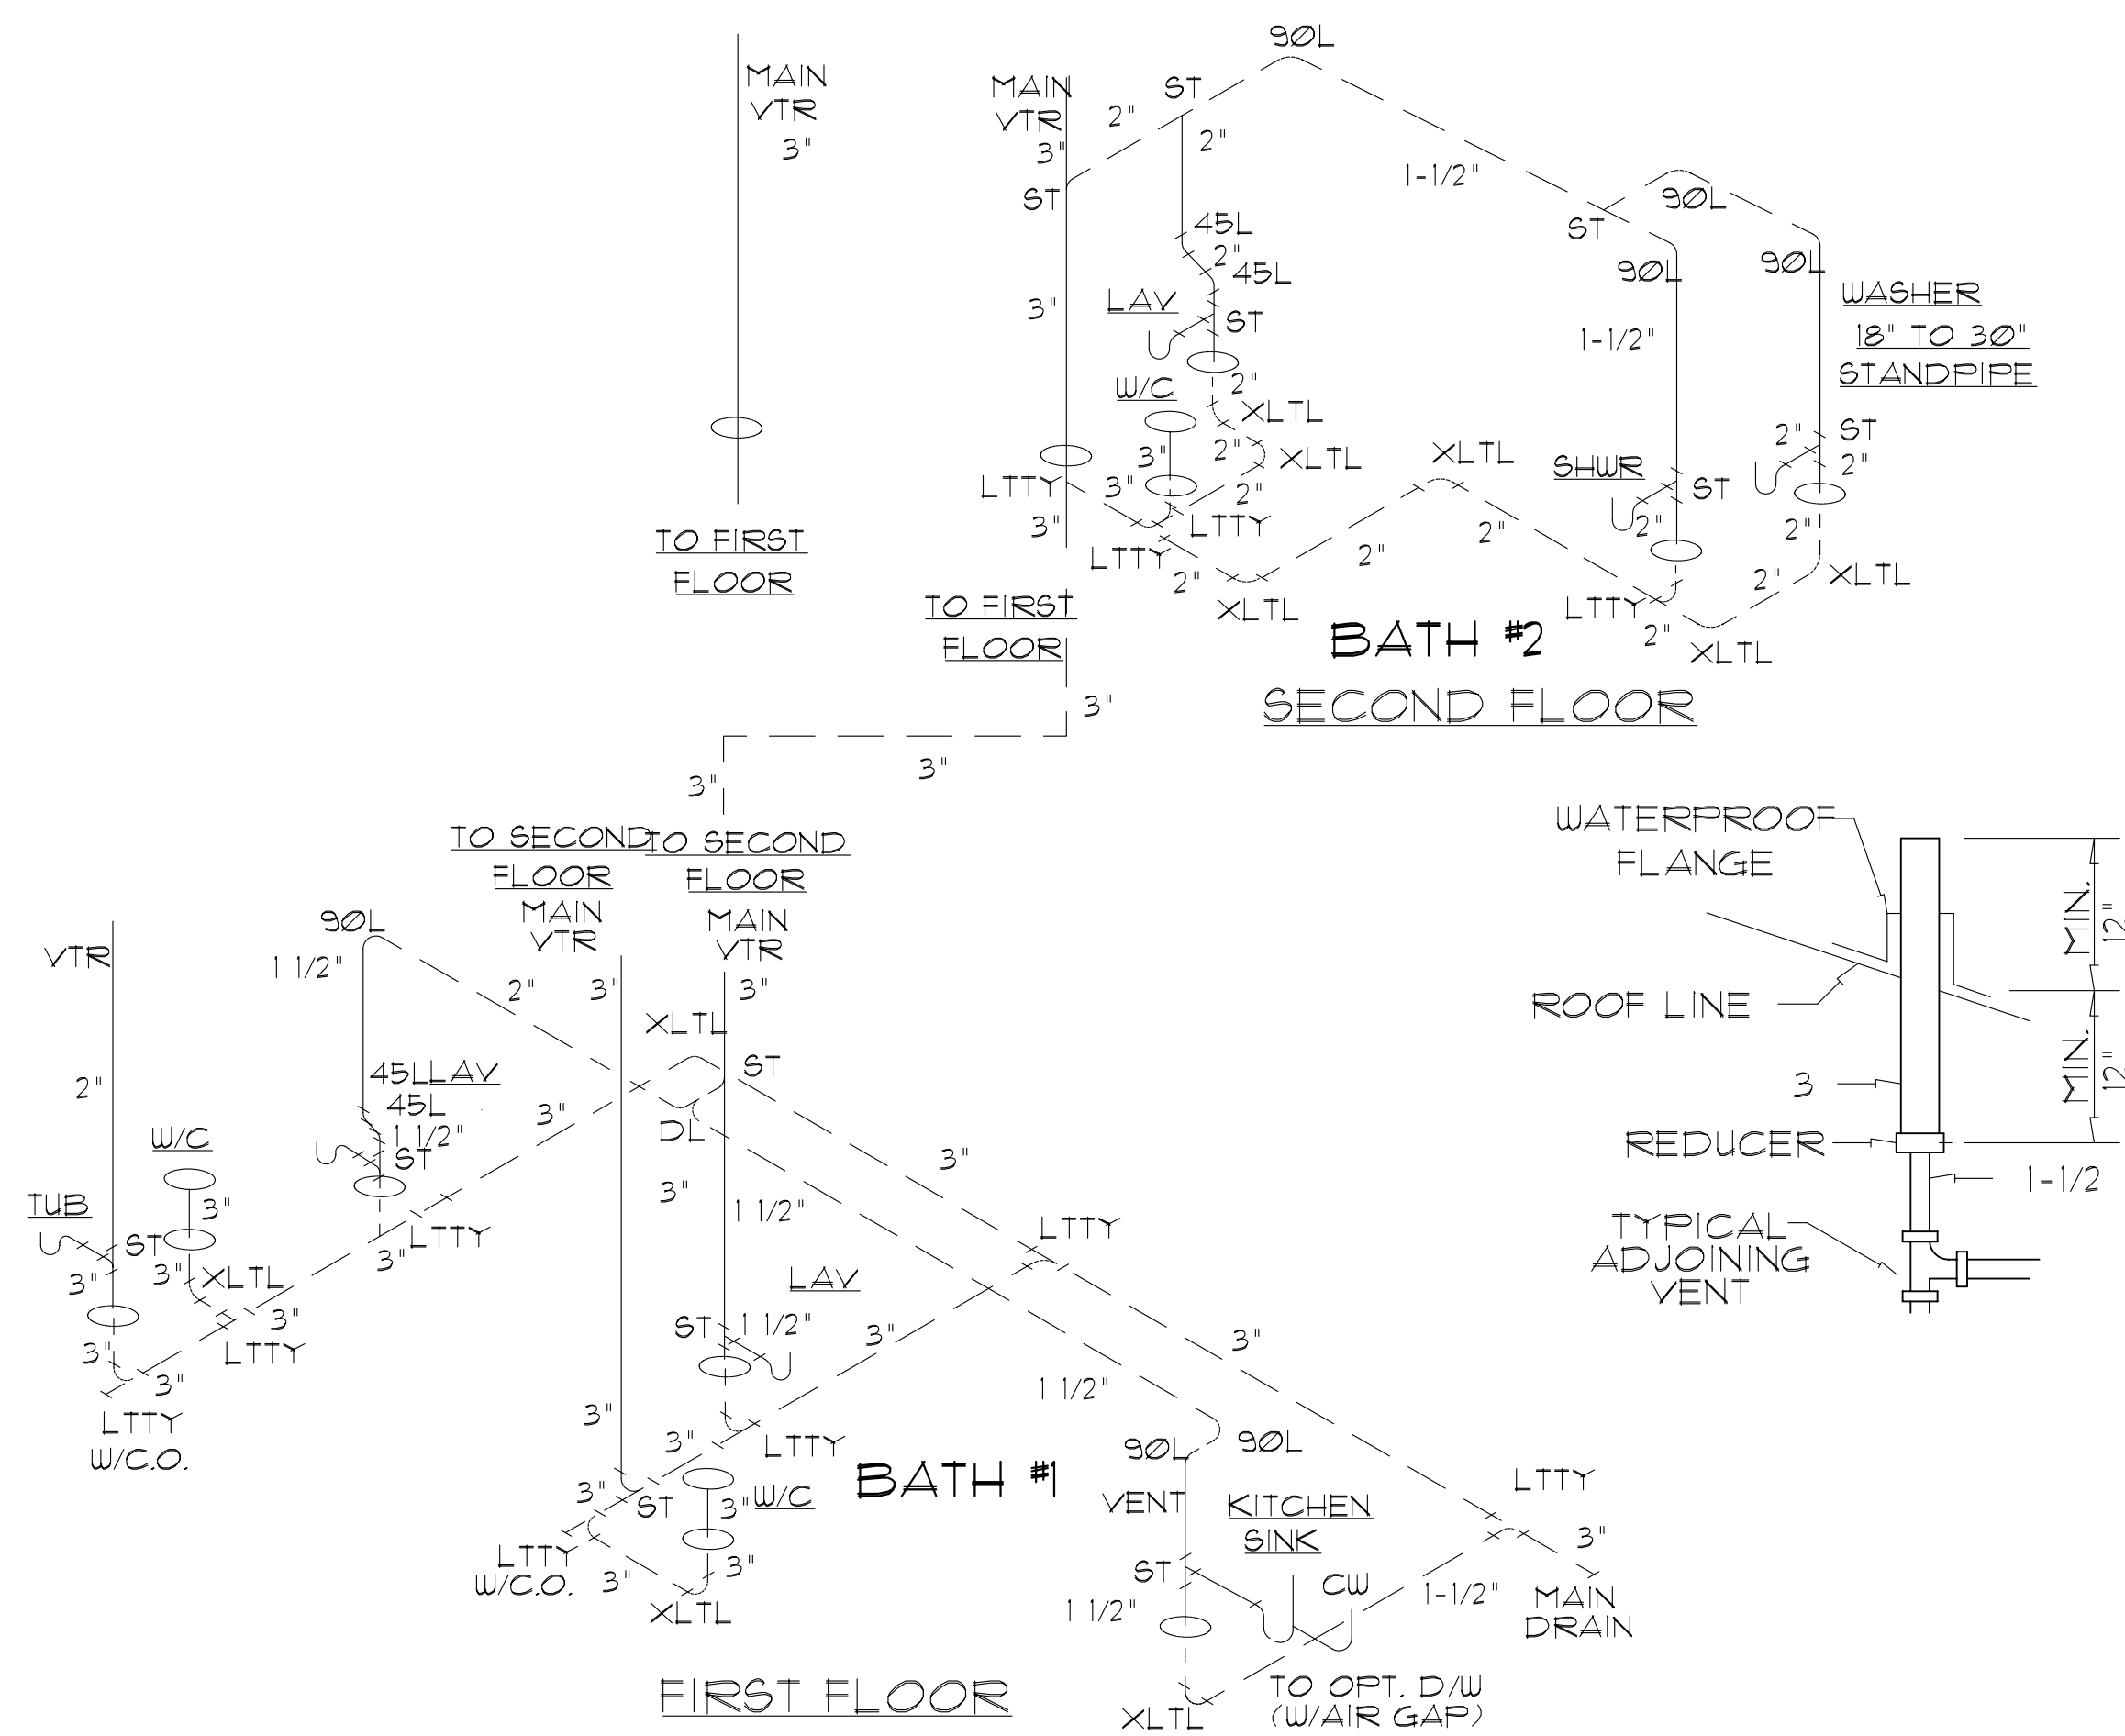 90L
MAIN
VTR
3"
MAIN
VTR
3"
ST
2"
ST
2"
1-1/2"
90L
ST
90L
90L
45L
2"
45L
3"
LAV
ST
WASHER
18" TO 30"
STANDPIPE
1-1/2"
W/C
2"
XLTL
2"
XLTL
3"
XLTL
SHWR
ST
2"
ST
2"
LTTY
3"
2"
3"
LTTY
LTTY
2"
2"
2"
2"
2"
2"
XLTL
XLTL
LTTY
2"
XLTL
TO FIRST
FLOOR
TO FIRST
FLOOR
BATH #2
SECOND FLOOR
3"
3"
3"
TO SECOND
FLOOR
MAIN
VTR
TO SECOND
FLOOR
MAIN
VTR
VTR
90L
1 1/2"
2"
3"
3"
XLTL
ST
2"
45L
LAV
45L
1 1/2"
ST
3"
DL
3"
W/C
3"
TUB
ST
3"
3"
XLTL
3"
LTTY
3"
1 1/2"
3"
LTTY
LAV
3"
LTTY
3"
3"
LTTY
W/C.O.
ST
1 1/2"
3"
3"
1 1/2"
3"
3"
LTTY
BATH #1
3"
ST
3"
W/C
LTTY
W/C.O.
3"
3"
XLTL
90L
90L
VENT
KITCHEN
SINK
ST
CW
1 1/2"
1-1/2"
LTTY
3"
MAIN
DRAIN
XLTL
TO OPT. D/W
(W/AIR GAP)
FIRST FLOOR
WATERPROOF
FLANGE
MIN.
12"
ROOF LINE
MIN.
12"
3
REDUCER
1-1/2
TYPICAL
ADJOINING
VENT